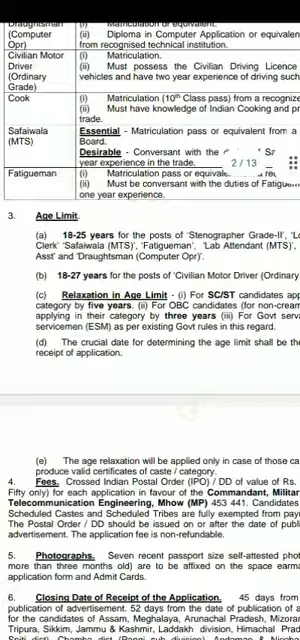 Draughtsman (i) Matriculation or equivalent.
(Computer (ii) Diploma in Computer Application or equivalen
Opr) from recognised technical institution.
Civilian Motor (i) Matriculation.
Driver (ii) Must possess the Civilian Driving Licence
(Ordinary vehicles and have two year experience of driving such
Grade)
Cook (i) Matriculation (10th Class pass) from a recognize
(ii) Must have knowledge of Indian Cooking and pr
trade.
Safaiwala Essential - Matriculation pass or equivalent from a
(MTS) Board.
Desirable - Conversant with the
year experience in the trade. 2 / 13
Fatigueman (i) Matriculation pass or equivale
(ii) Must be conversant with the duties of Fatigue
one year experience.
3. Age Limit.
(a) 18-25 years for the posts of 'Stenographer Grade-II', 'Lo
Clerk' 'Safaiwala (MTS)', 'Fatigueman', 'Lab Attendant (MTS)',
Asst' and 'Draughtsman (Computer Opr)'.
(b) 18-27 years for the posts of 'Civilian Motor Driver (Ordinary
(c) Relaxation in Age Limit - (i) For SC/ST candidates app
category by five years. (ii) For OBC candidates (for non-cream
applying in their category by three years (iii) For Govt serva
servicemen (ESM) as per existing Govt rules in this regard.
(d) The crucial date for determining the age limit shall be the
receipt of application.
(e) The age relaxation will be applied only in case of those ca
produce valid certificates of caste / category.
4. Fees. Crossed Indian Postal Order (IPO) / DD of value of Rs.
Fifty only) for each application in favour of the Commandant, Militar
Telecommunication Engineering, Mhow (MP) 453 441. Candidates
Scheduled Castes and Scheduled Tribes are fully exempted from payi
The Postal Order / DD should be issued on or after the date of publi
advertisement. The application fee is non-refundable.
5. Photographs. Seven recent passport size self-attested phot
more than three months old) are to be affixed on the space earma
application form and Admit Cards.
6. Closing Date of Receipt of the Application. 45 days from
publication of advertisement. 52 days from the date of publication of a
for the candidates of Assam, Meghalaya, Arunachal Pradesh, Mizora
Tripura, Sikkim, Jammu & Kashmir, Laddakh division, Himachal Prad